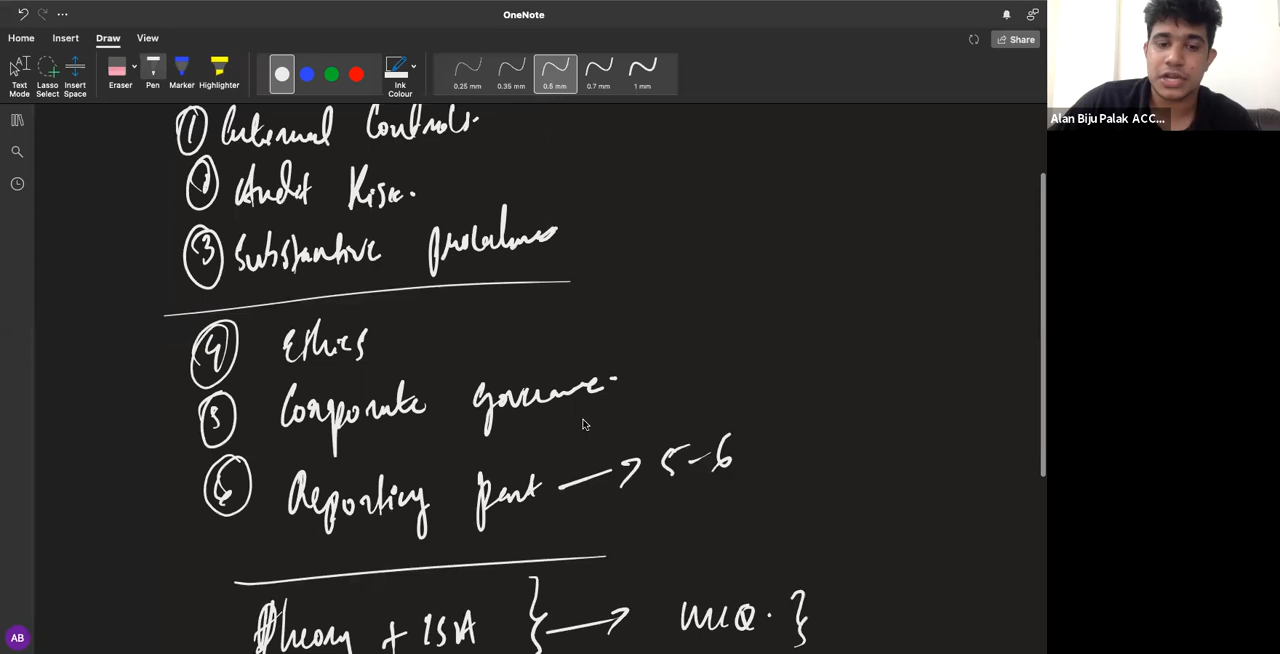 OneNote
Home Insert Draw View
Share
Text Mode Lasso Select Insert Space Eraser Pen Marker Highlighter Ink Colour 0.25 mm 0.35 mm 0.5 mm 0.7 mm 1 mm
Alan Biju Palak ACC...
① Internal Controls.
② Audit Risk.
③ Substantive procedures
④ Ethics
⑤ Corporate governance
⑥ Reporting part → 5-6
Theory + ISA } → MCQ. }
AB